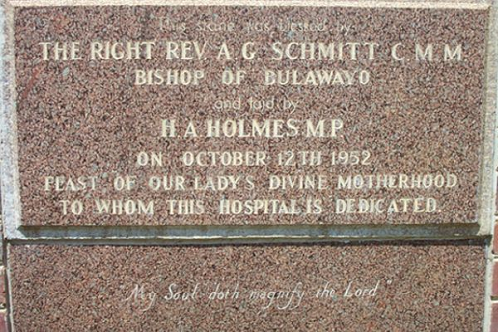 This stone was blessed by
THE RIGHT REV. A. G. SCHMITT C. M. M.
BISHOP OF BULAWAYO
and laid by
H. A HOLMES M.P.
ON OCTOBER 12TH 1952
FEAST OF OUR LADY'S DIVINE MOTHERHOOD
TO WHOM THIS HOSPITAL IS DEDICATED.
"My Soul doth magnify the Lord"